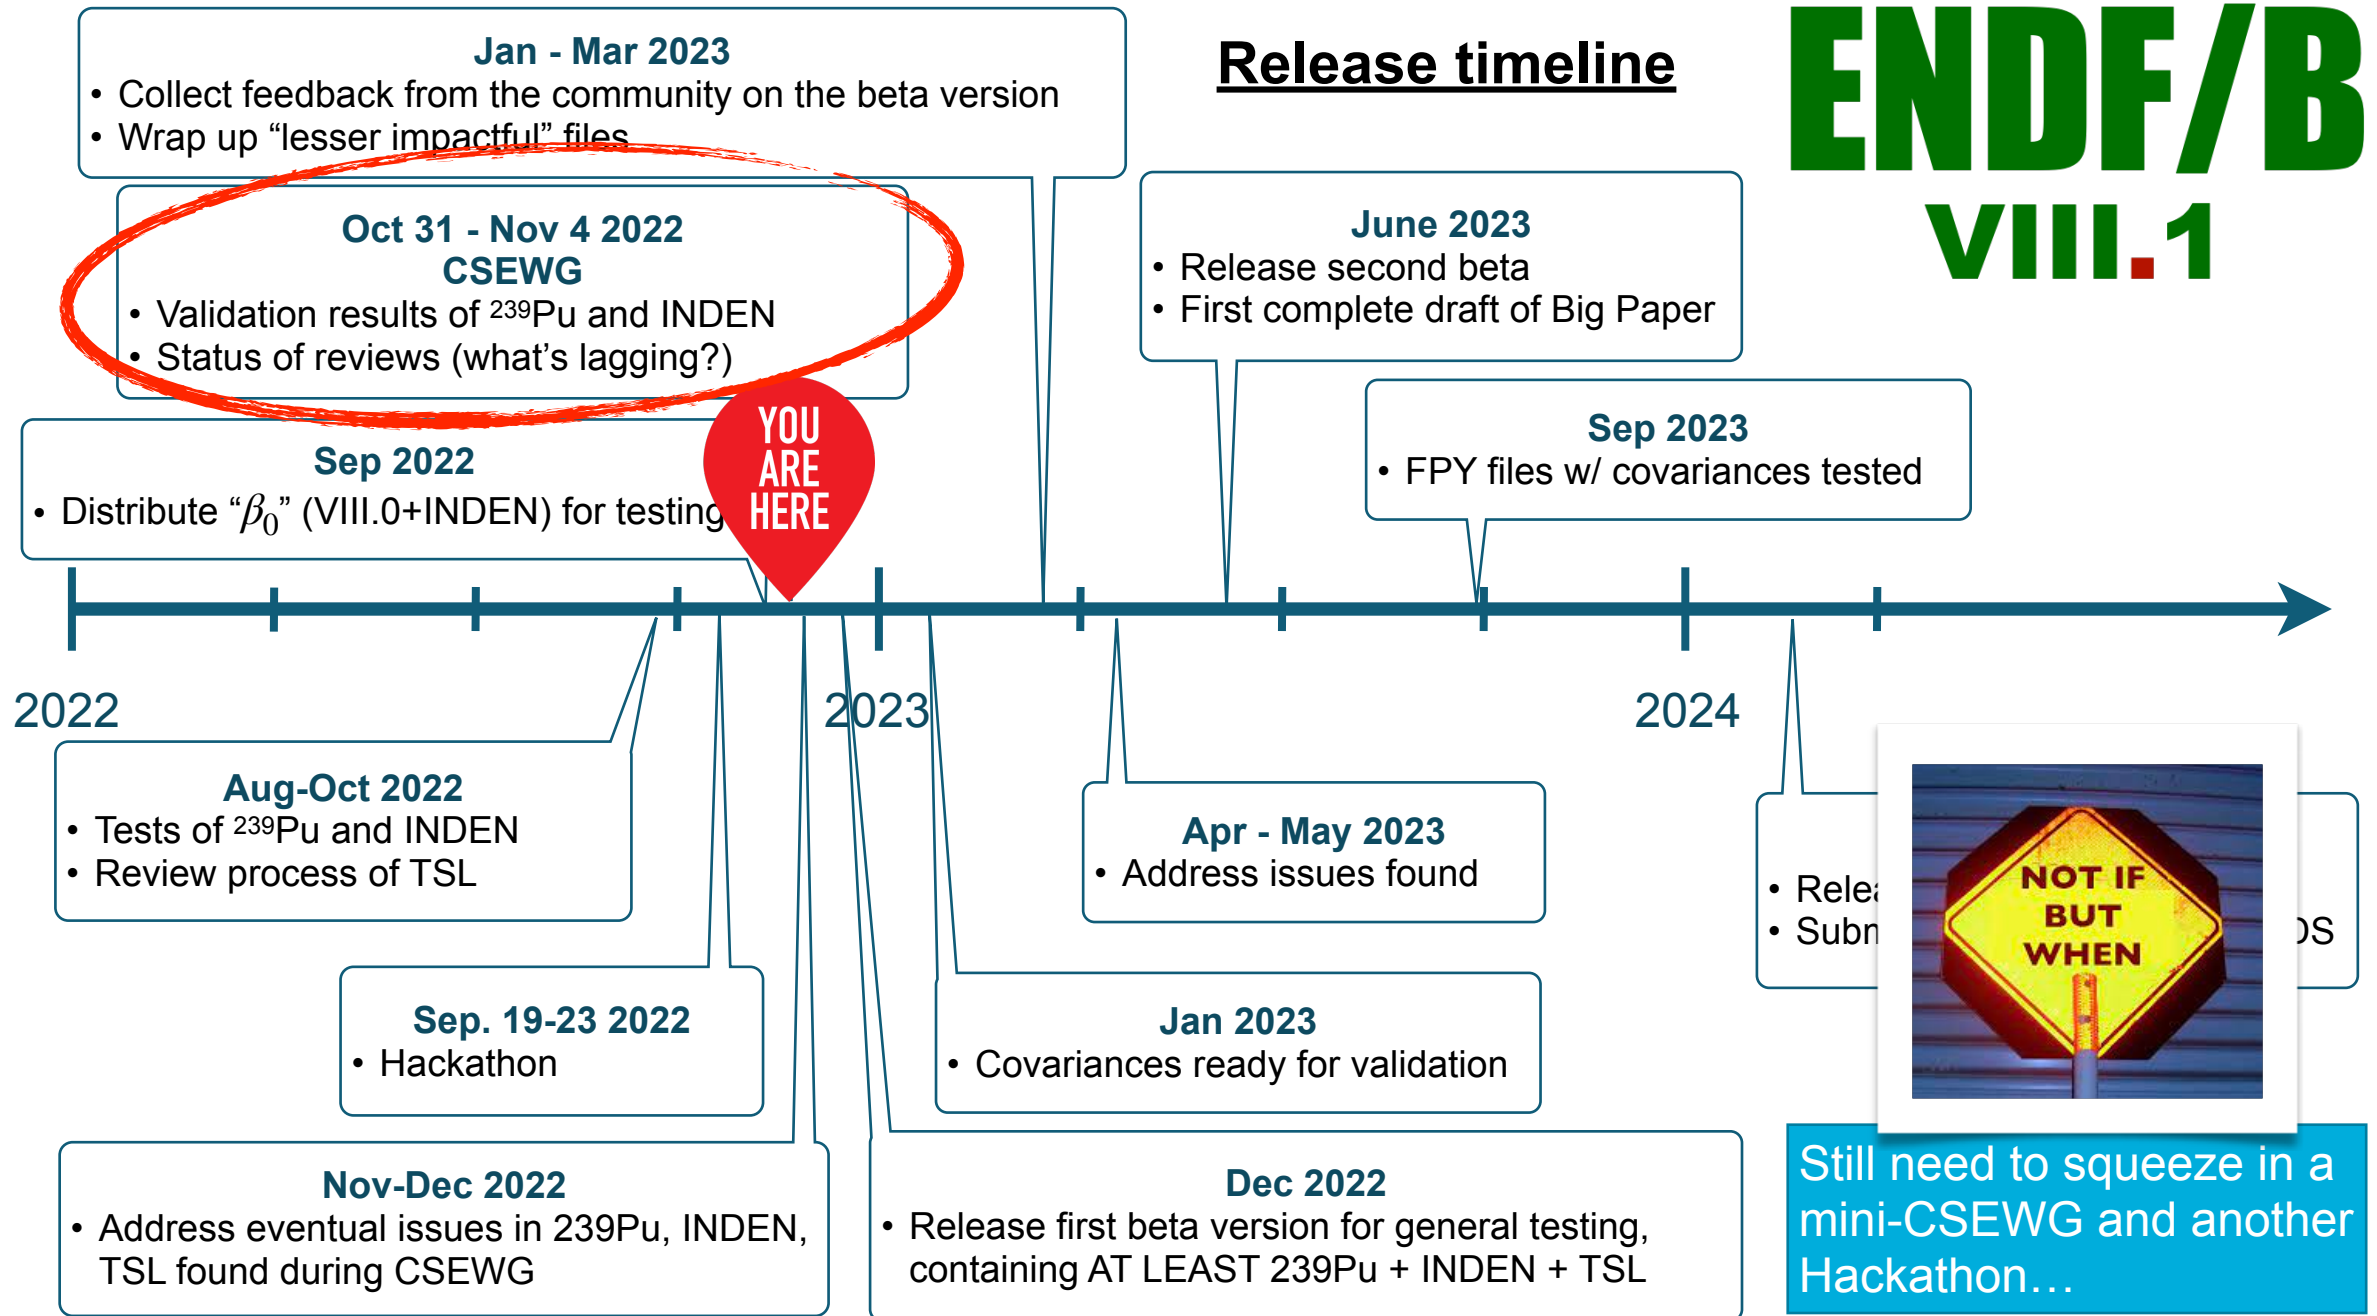 Release timeline
ENDF/B
VIII.1
Jan - Mar 2023
• Collect feedback from the community on the beta version
• Wrap up “lesser impactful” files
Oct 31 - Nov 4 2022
CSEWG
• Validation results of ²³⁹Pu and INDEN
• Status of reviews (what’s lagging?)
June 2023
• Release second beta
• First complete draft of Big Paper
Sep 2022
• Distribute “β₀” (VIII.0+INDEN) for testing
YOU
ARE
HERE
Sep 2023
• FPY files w/ covariances tested
2022
2023
2024
Aug-Oct 2022
• Tests of ²³⁹Pu and INDEN
• Review process of TSL
Apr - May 2023
• Address issues found
NOT IF
BUT
WHEN
Sep. 19-23 2022
• Hackathon
Jan 2023
• Covariances ready for validation
Nov-Dec 2022
• Address eventual issues in 239Pu, INDEN,
TSL found during CSEWG
Dec 2022
• Release first beta version for general testing,
containing AT LEAST 239Pu + INDEN + TSL
Still need to squeeze in a
mini-CSEWG and another
Hackathon…